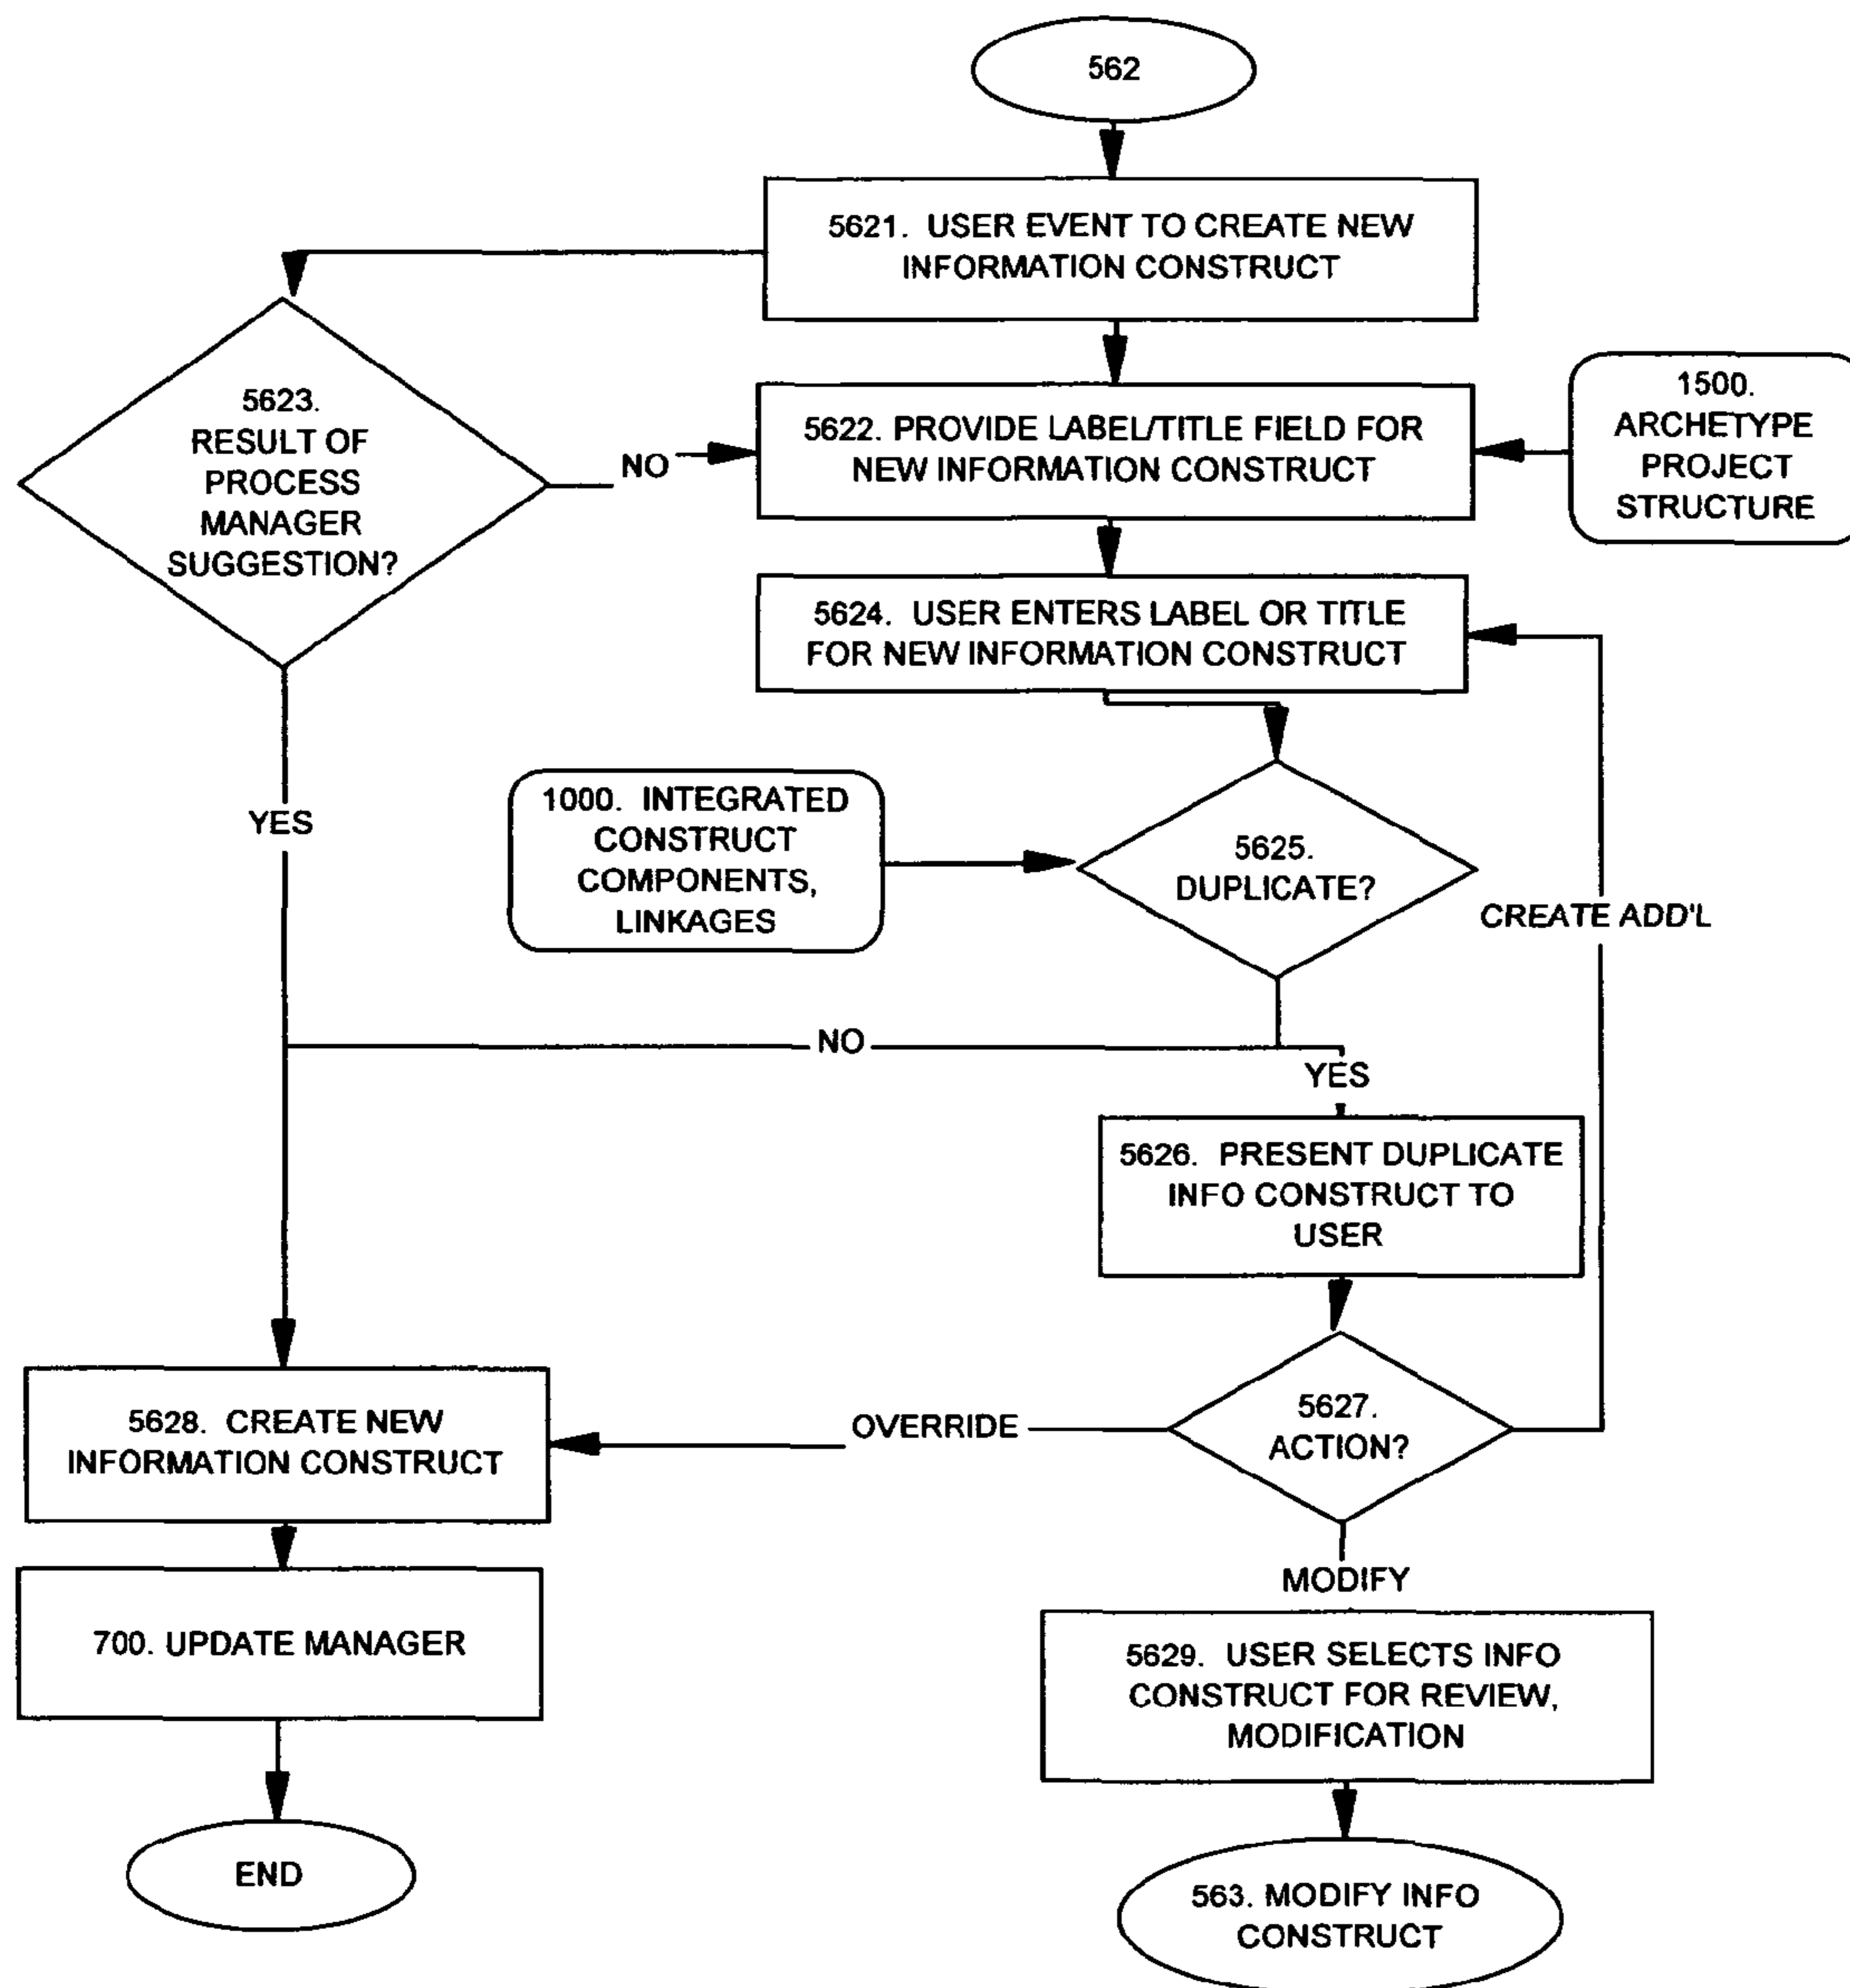 562
5621. USER EVENT TO CREATE NEW
INFORMATION CONSTRUCT
5623.
RESULT OF
PROCESS
MANAGER
SUGGESTION?
NO
5622. PROVIDE LABEL/TITLE FIELD FOR
NEW INFORMATION CONSTRUCT
1500.
ARCHETYPE
PROJECT
STRUCTURE
5624. USER ENTERS LABEL OR TITLE
FOR NEW INFORMATION CONSTRUCT
YES
1000. INTEGRATED
CONSTRUCT
COMPONENTS,
LINKAGES
5625.
DUPLICATE?
CREATE ADD'L
NO
YES
5626. PRESENT DUPLICATE
INFO CONSTRUCT TO
USER
5628. CREATE NEW
INFORMATION CONSTRUCT
OVERRIDE
5627.
ACTION?
MODIFY
700. UPDATE MANAGER
5629. USER SELECTS INFO
CONSTRUCT FOR REVIEW,
MODIFICATION
END
563. MODIFY INFO
CONSTRUCT